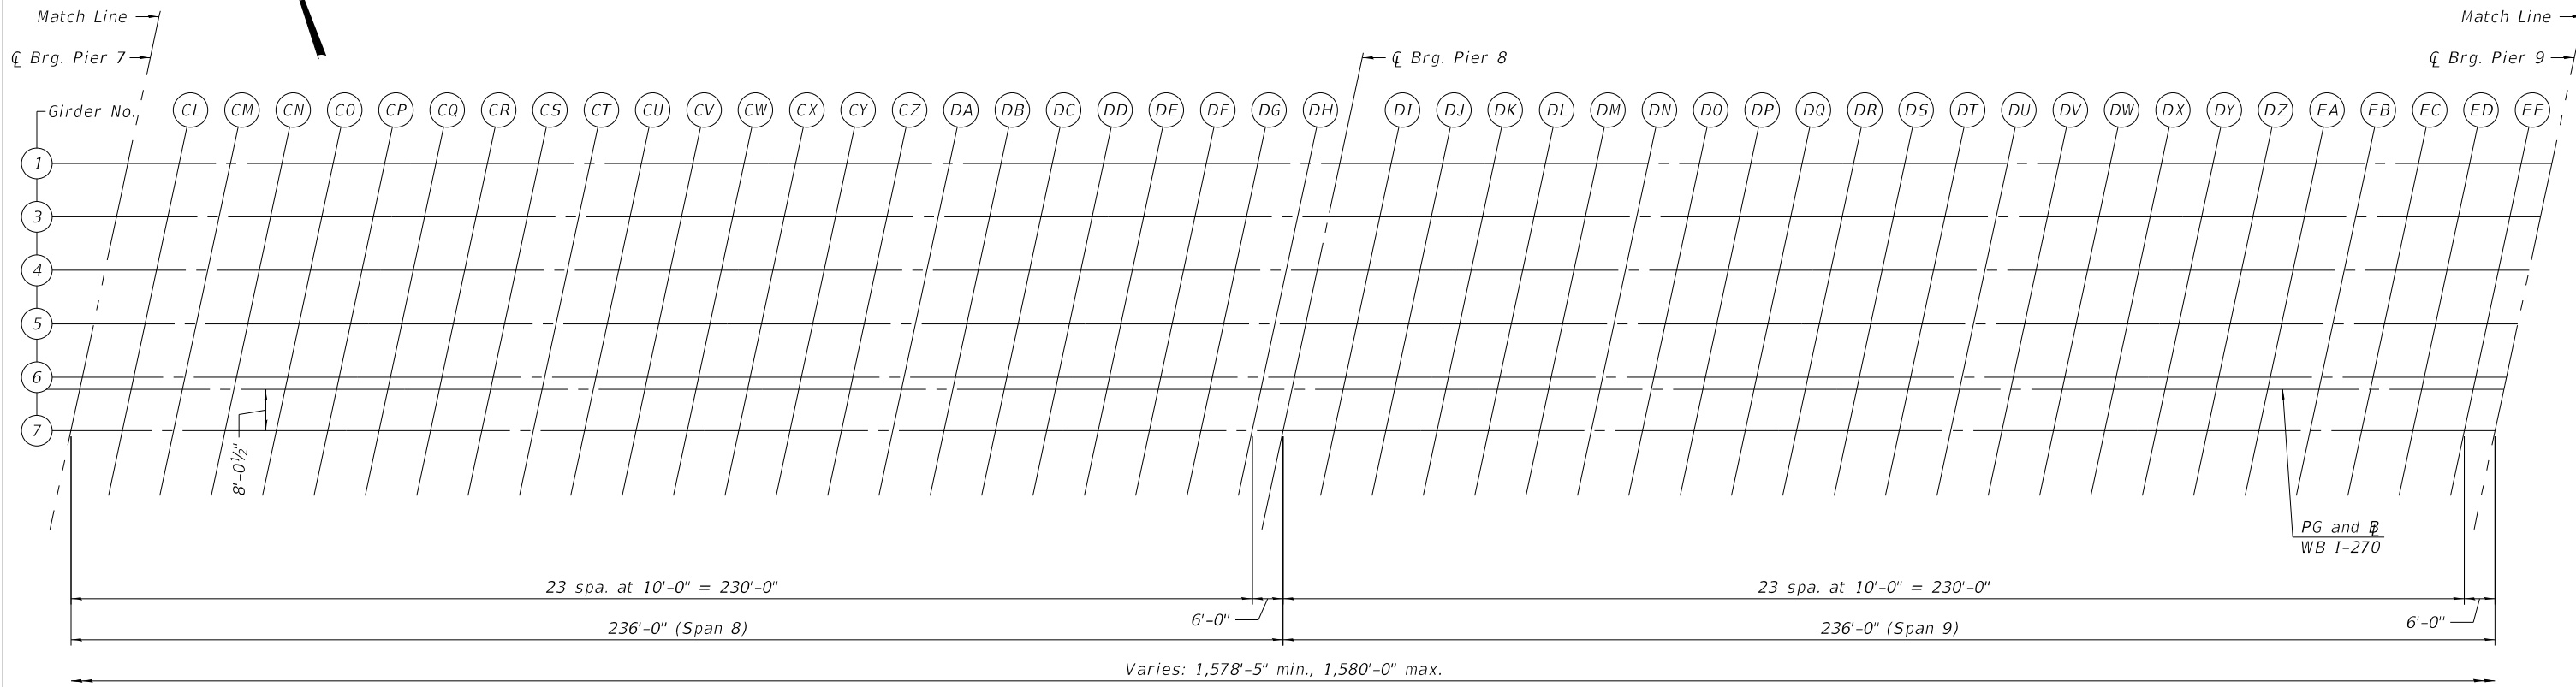 Match Line
Match Line
℄ Brg. Pier 7
℄ Brg. Pier 8
℄ Brg. Pier 9
Girder No.
CL CM CN CO CP CQ CR CS CT CU CV CW CX CY CZ DA DB DC DD DE DF DG DH DI DJ DK DL DM DN DO DP DQ DR DS DT DU DV DW DX DY DZ EA EB EC ED EE
1
3
4
5
6
7
8'-0½"
PG and ᗸ
WB I-270
23 spa. at 10'-0" = 230'-0"
23 spa. at 10'-0" = 230'-0"
6'-0"
6'-0"
236'-0" (Span 8)
236'-0" (Span 9)
Varies: 1,578'-5" min., 1,580'-0" max.